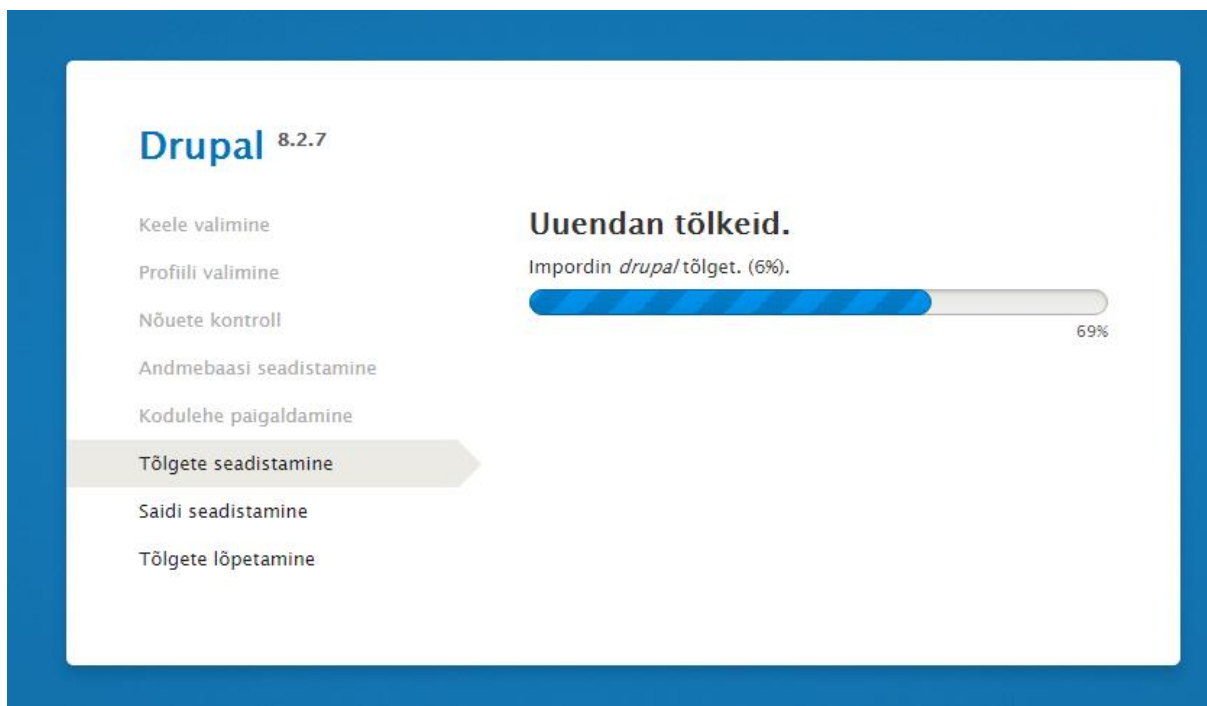 Drupal 8.2.7
Keele valimine
Profiili valimine
Nõuete kontroll
Andmebaasi seadistamine
Kodulehe paigaldamine
Tõlgete seadistamine
Saidi seadistamine
Tõlgete lõpetamine
Uuendan tõlkeid.
Impordin drupal tõlget. (6%).
69%